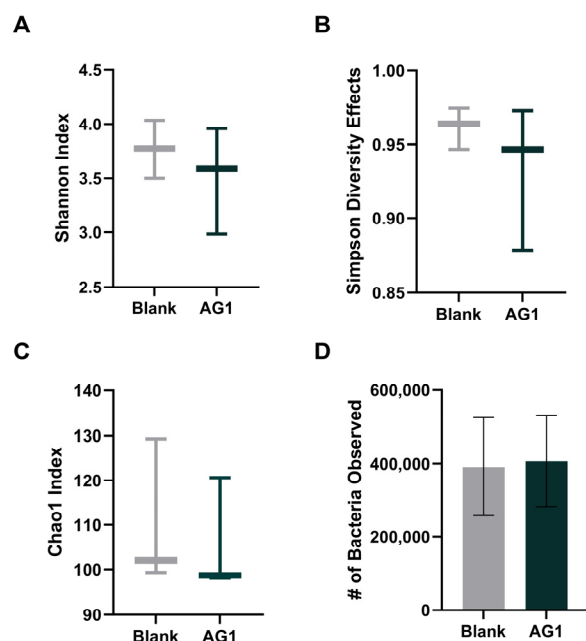 A
Shannon Index
4.5
4.0
3.5
3.0
2.5
Blank AG1
B
Simpson Diversity Effects
1.00
0.95
0.90
0.85
Blank AG1
C
Chao1 Index
140
130
120
110
100
90
Blank AG1
D
# of Bacteria Observed
600,000
400,000
200,000
0
Blank AG1